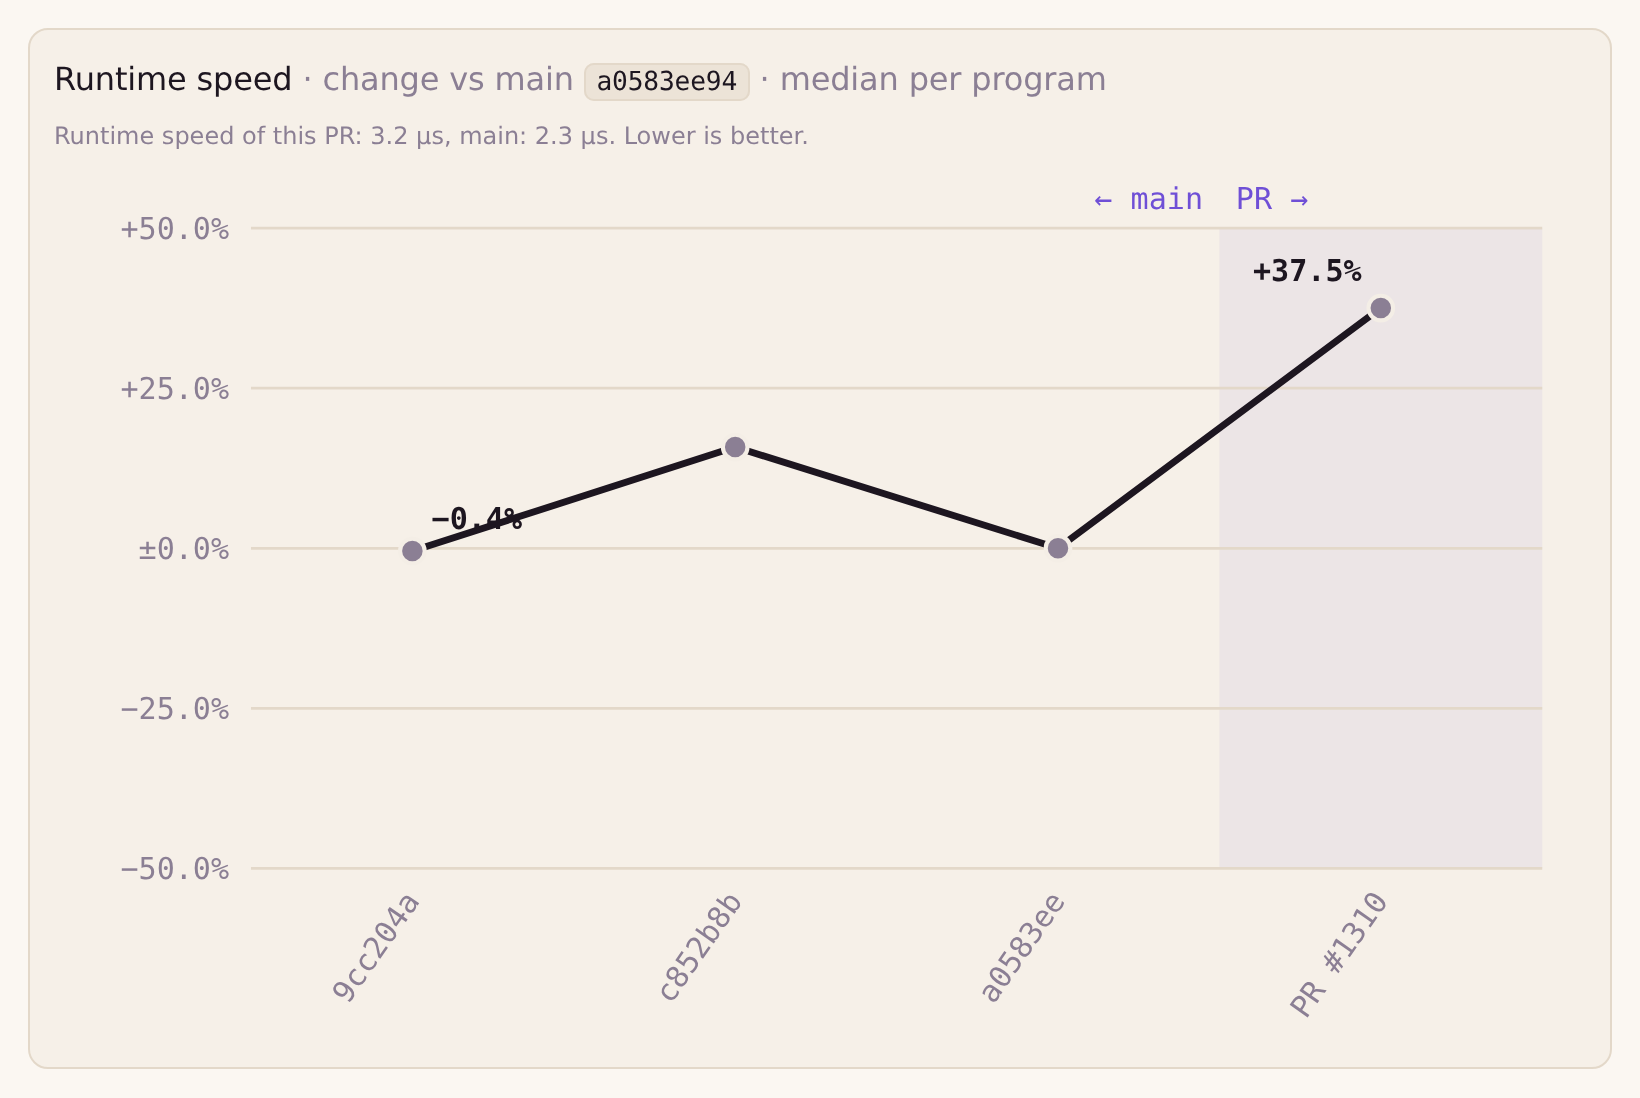 Runtime speed · change vs main a0583ee94 · median per program
Runtime speed of this PR: 3.2 µs, main: 2.3 µs. Lower is better.
← main PR →
+50.0%
+37.5%
+25.0%
−0.4%
±0.0%
−25.0%
−50.0%
9cc204a
c852b8b
a0583ee
PR #1310